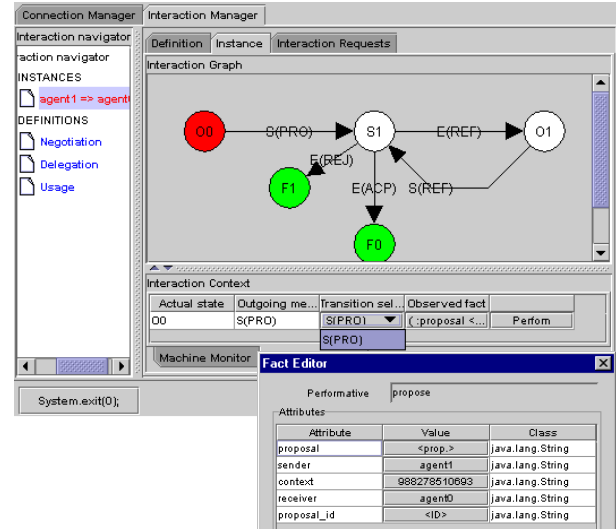 Connection Manager
Interaction Manager
Interaction navigator
raction navigator
INSTANCES
agent1 => agent
DEFINITIONS
Negotiation
Delegation
Usage
Definition
Instance
Interaction Requests
Interaction Graph
O0
S(PRO)
S1
E(REF)
O1
E(REJ)
F1
E(ACP)
S(REF)
F0
Interaction Context
Actual state
Outgoing me...
Transition sel...
Observed fact
O0
S(PRO)
S(PRO)
( :proposal <...
Perfom
S(PRO)
Machine Monitor
System.exit(0);
Fact Editor
Performative
propose
Attributes
Attribute
Value
Class
proposal
<prop.>
java.lang.String
sender
agent1
java.lang.String
context
988278510693
java.lang.String
receiver
agent0
java.lang.String
proposal_id
<ID>
java.lang.String